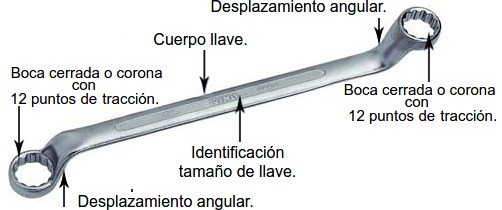 Desplazamiento angular.
Cuerpo llave.
Boca cerrada o corona
con
12 puntos de tracción.
Boca cerrada o corona
con
12 puntos de tracción.
Identificación
tamaño de llave.
Desplazamiento angular.